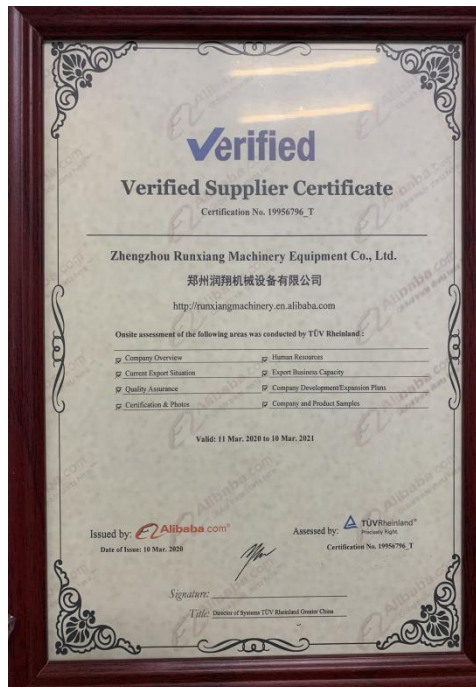 Verified
Verified Supplier Certificate
Certification No. 19956796_T
Zhengzhou Runxiang Machinery Equipment Co., Ltd.
郑州润翔机械设备有限公司
http://runxiangmachinery.en.alibaba.com
Onsite assessment of the following areas was conducted by TÜV Rheinland :
Company Overview
Human Resources
Current Export Situation
Export Business Capacity
Quality Assurance
Company Development/Expansion Plans
Certification & Photos
Company and Product Samples
Valid: 11 Mar. 2020 to 10 Mar. 2021
Issued by: Alibaba.com®
Assessed by: TÜVRheinland®
Precisely Right.
Date of Issue: 10 Mar. 2020
Certification No. 19956796_T
Signature:
Title: Director of Systems TÜV Rheinland Greater China